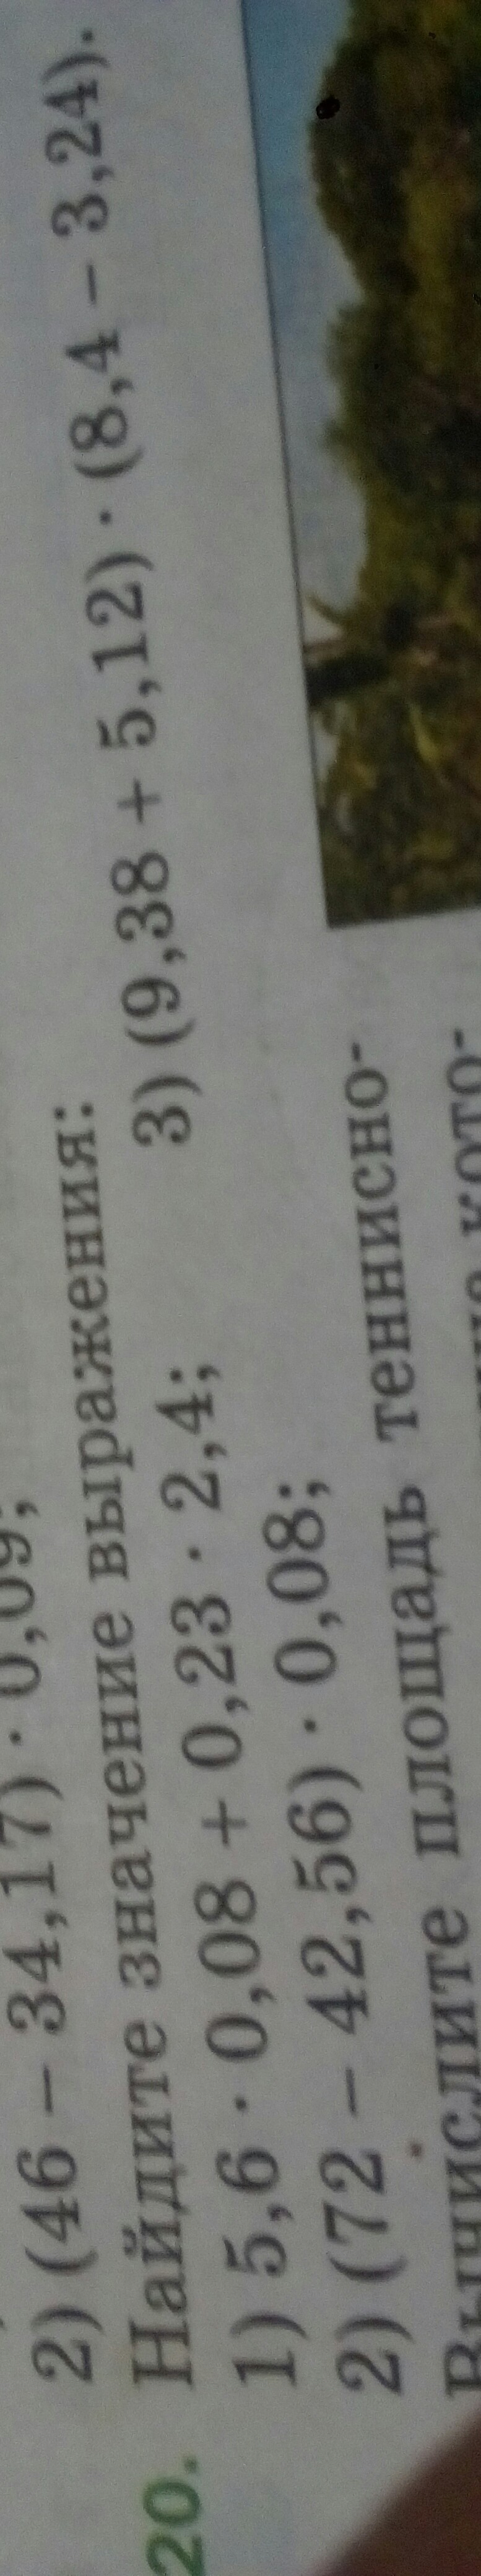 2) (46 – 34,17) · 0,09;
20. Найдите значение выражения:
1) 5,6 · 0,08 + 0,23 · 2,4; 3) (9,38 + 5,12) · (8,4 – 3,24).
2) (72 – 42,56) · 0,08;
Вычислите площадь теннисно-
кото-